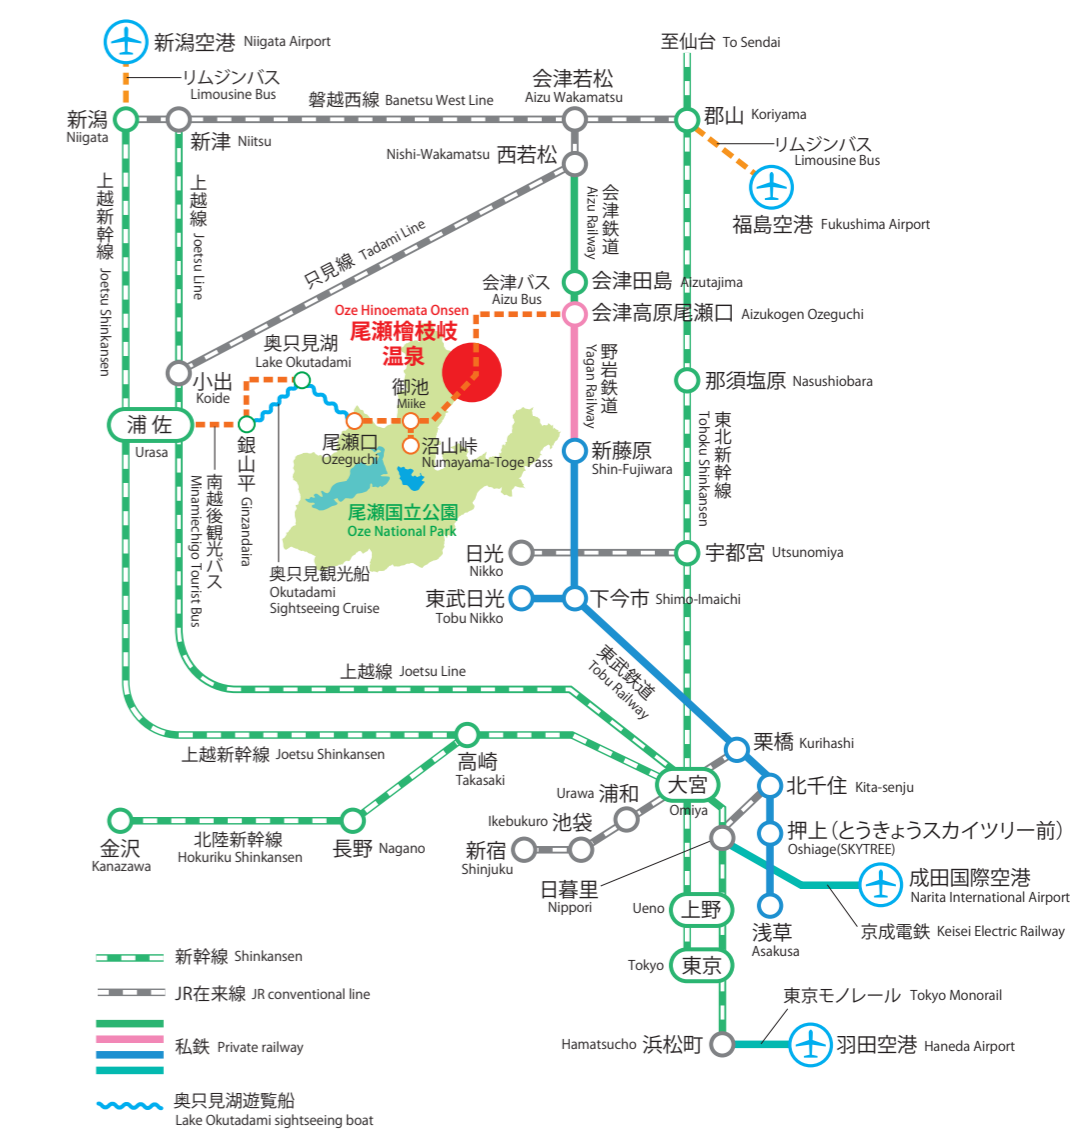 新潟空港 Niigata Airport
至仙台 To Sendai
リムジンバス
Limousine Bus
会津若松
Aizu Wakamatsu
磐越西線 Banetsu West Line
新潟
Niigata
新津 Niitsu
郡山 Koriyama
リムジンバス
Limousine Bus
Nishi-Wakamatsu 西若松
福島空港 Fukushima Airport
上越新幹線 Joetsu Shinkansen
上越線 Joetsu Line
会津鉄道
Aizu Railway
只見線 Tadami Line
会津バス
Aizu Bus
会津田島 Aizutajima
Oze Hinoemata Onsen
尾瀬檜枝岐
温泉
会津高原尾瀬口 Aizukogen Ozeguchi
奥只見湖
Lake Okutadami
野岩鉄道
Yagan Railway
小出
Koide
御池
Miike
那須塩原 Nasushiobara
浦佐
Urasa
東北新幹線
Tohoku Shinkansen
銀山平 Ginzandaira
尾瀬口
Ozeguchi
沼山峠
Numayama-Toge Pass
新藤原
Shin-Fujiwara
南越後観光バス
Minamiechigo Tourist Bus
尾瀬国立公園
Oze National Park
日光
Nikko
宇都宮 Utsunomiya
奥只見観光船
Okutadami
Sightseeing Cruise
東武日光
Tobu Nikko
下今市 Shimo-Imaichi
上越線 Joetsu Line
東武鉄道
Tobu Railway
上越新幹線 Joetsu Shinkansen
高崎
Takasaki
栗橋 Kurihashi
大宮
Omiya
北千住 Kita-senju
Urawa 浦和
Ikebukuro 池袋
新宿
Shinjuku
金沢
Kanazawa
北陸新幹線
Hokuriku Shinkansen
長野 Nagano
押上（とうきょうスカイツリー前）
Oshiage(SKYTREE)
日暮里
Nippori
成田国際空港
Narita International Airport
Ueno 上野
浅草
Asakusa
京成電鉄 Keisei Electric Railway
Tokyo 東京
東京モノレール Tokyo Monorail
Hamatsucho 浜松町
羽田空港 Haneda Airport
新幹線 Shinkansen
JR在来線 JR conventional line
私鉄 Private railway
奥只見湖遊覧船
Lake Okutadami sightseeing boat